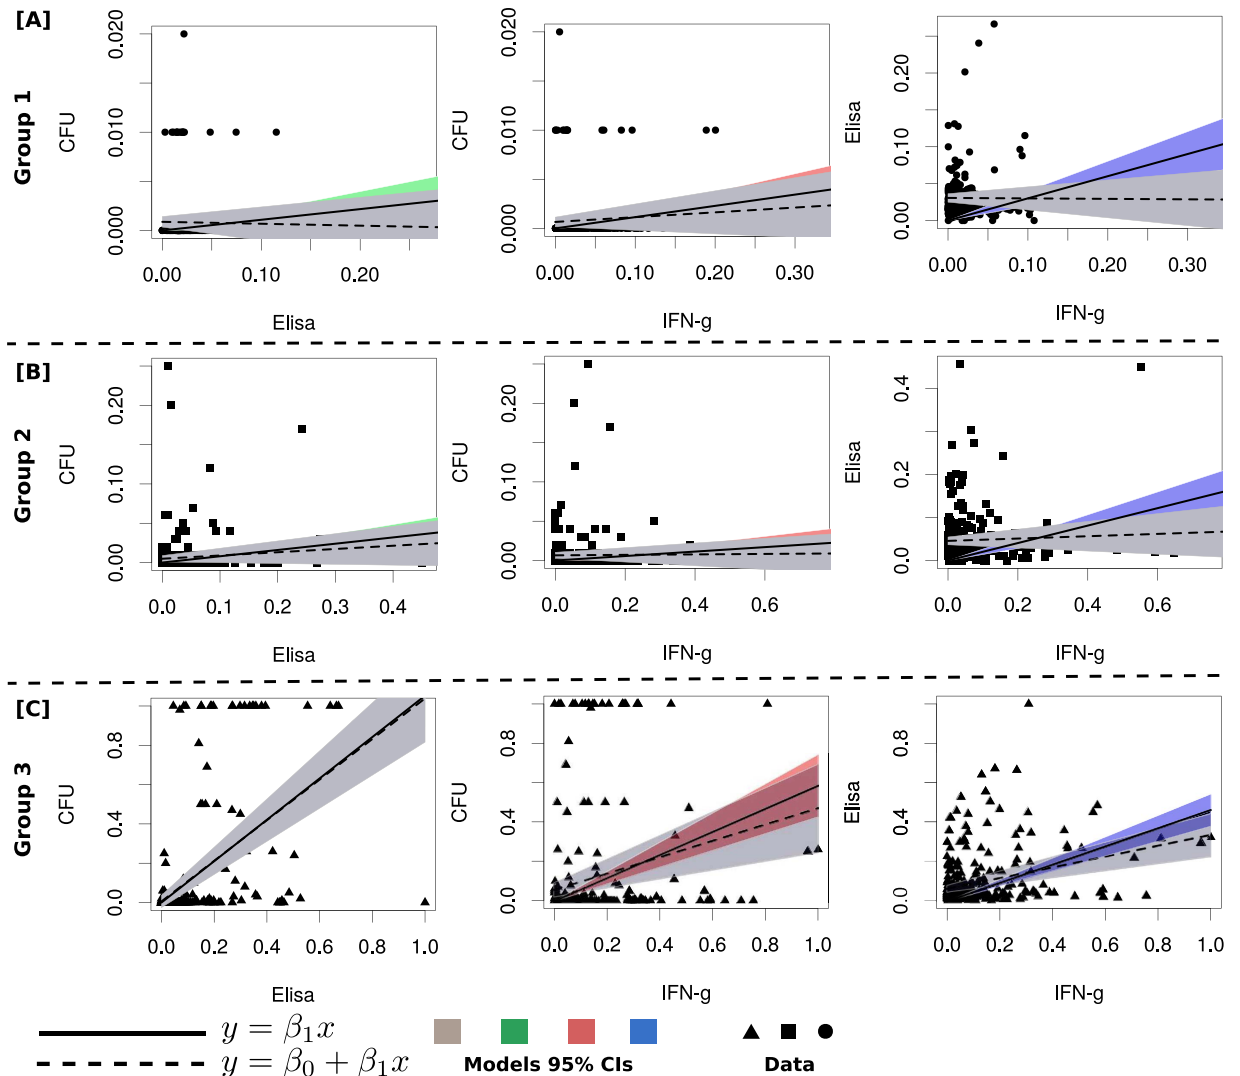 [A]
Group 1
CFU
0.000 0.010 0.020
0.00 0.10 0.20
Elisa
CFU
0.000 0.010 0.020
0.00 0.10 0.20 0.30
IFN-g
Elisa
0.00 0.10 0.20
0.00 0.10 0.20 0.30
IFN-g
[B]
Group 2
CFU
0.00 0.10 0.20
0.0 0.1 0.2 0.3 0.4
Elisa
CFU
0.00 0.10 0.20
0.0 0.2 0.4 0.6
IFN-g
Elisa
0.0 0.2 0.4
0.0 0.2 0.4 0.6
IFN-g
[C]
Group 3
CFU
0.0 0.4 0.8
0.0 0.2 0.4 0.6 0.8 1.0
Elisa
CFU
0.0 0.4 0.8
0.0 0.2 0.4 0.6 0.8 1.0
IFN-g
Elisa
0.0 0.4 0.8
0.0 0.2 0.4 0.6 0.8 1.0
IFN-g
y = β₁x
y = β₀ + β₁x
Models 95% CIs
Data